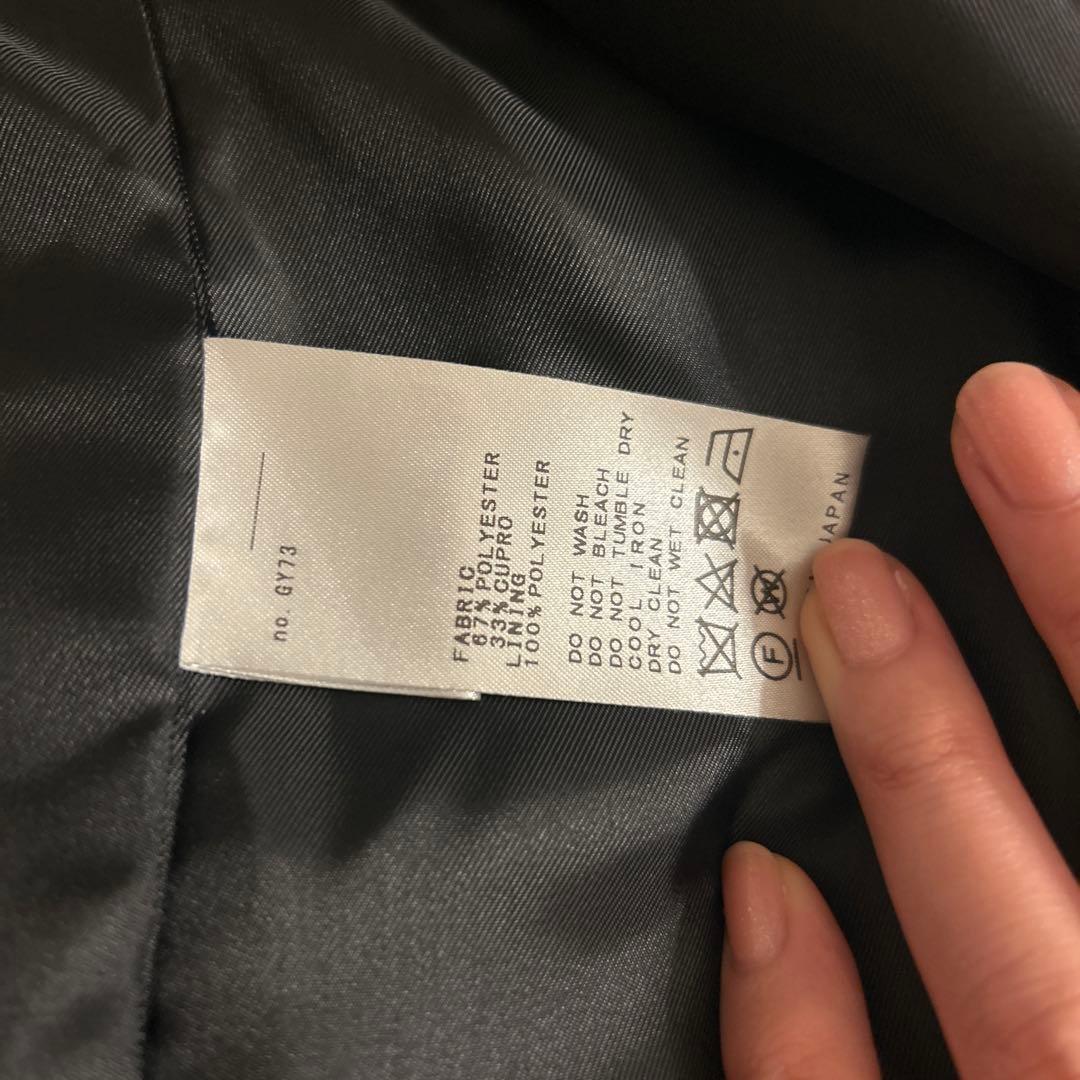 no. GY73
FABRIC
67% POLYESTER
33% CUPRO
LINING
100% POLYESTER
DO NOT WASH
DO NOT BLEACH
DO NOT TUMBLE DRY
COOL IRON
DRY CLEAN
DO NOT WET CLEAN
F W
JAPAN